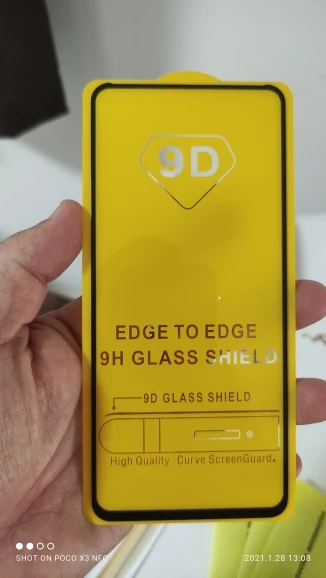 9D
EDGE TO EDGE
9H GLASS SHIELD
9D GLASS SHIELD
High Quality Curve ScreenGuard.
SHOT ON POCO X3 NFC
2021.1.28 13:08